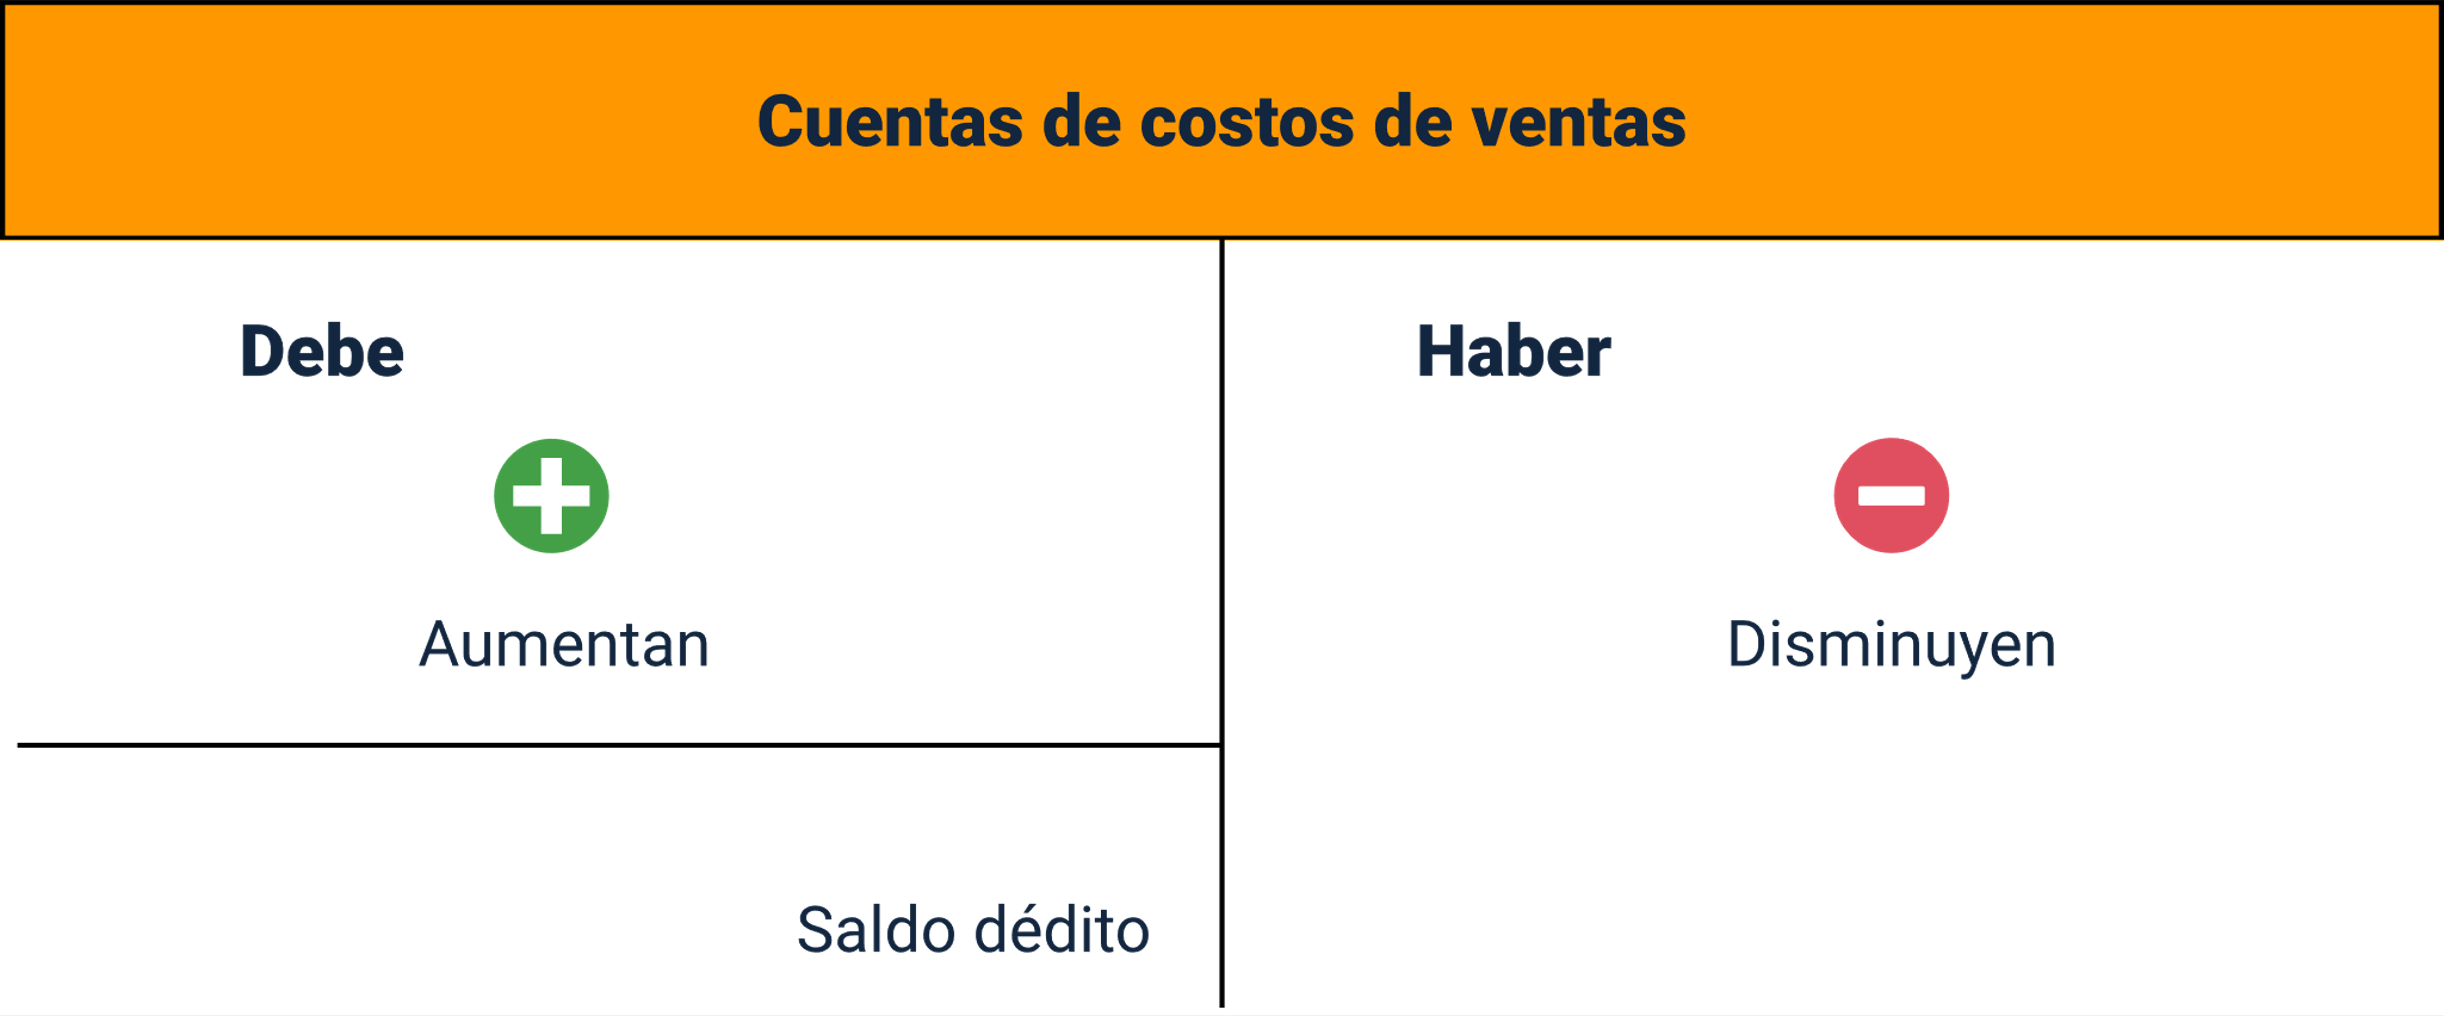 Cuentas de costos de ventas
Debe
Haber
Aumentan
Disminuyen
Saldo dédito